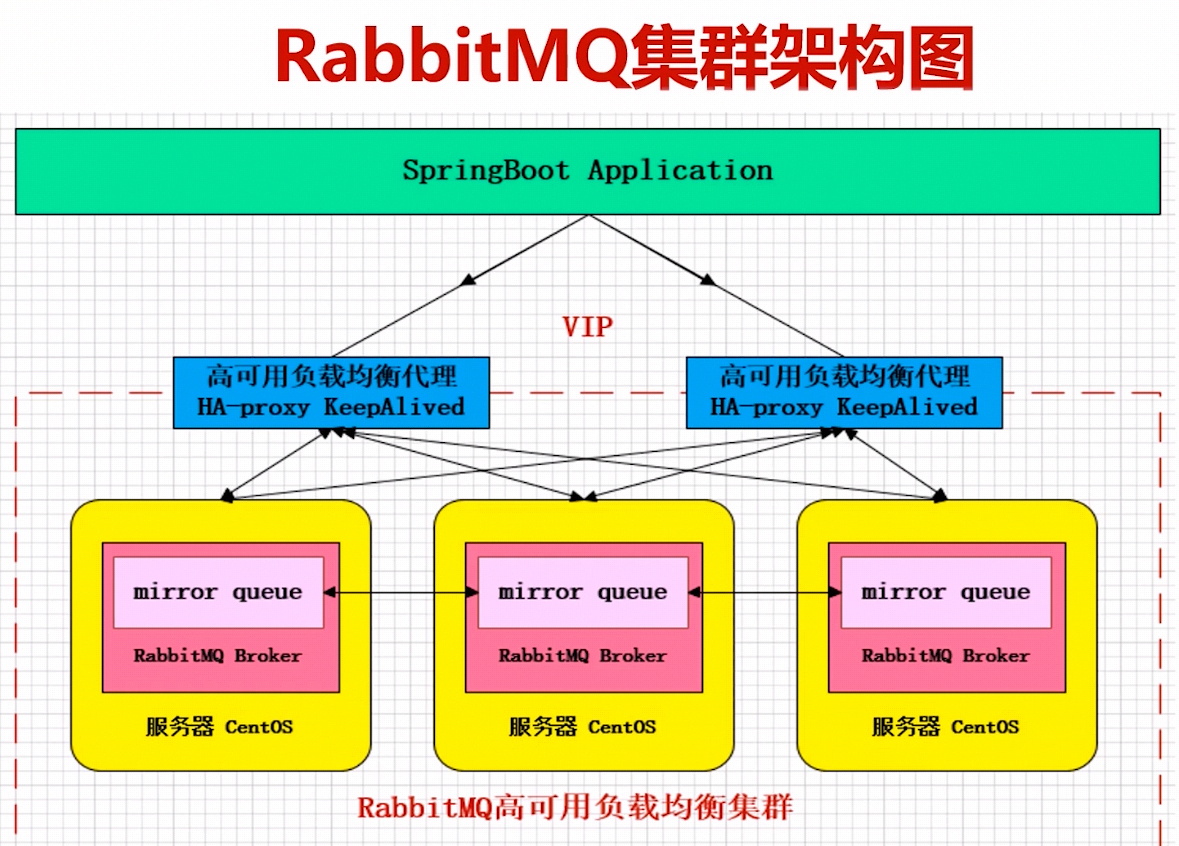 RabbitMQ集群架构图
SpringBoot Application
VIP
高可用负载均衡代理
HA-proxy KeepAlived
高可用负载均衡代理
HA-proxy KeepAlived
mirror queue
RabbitMQ Broker
服务器 CentOS
mirror queue
RabbitMQ Broker
服务器 CentOS
mirror queue
RabbitMQ Broker
服务器 CentOS
RabbitMQ高可用负载均衡集群